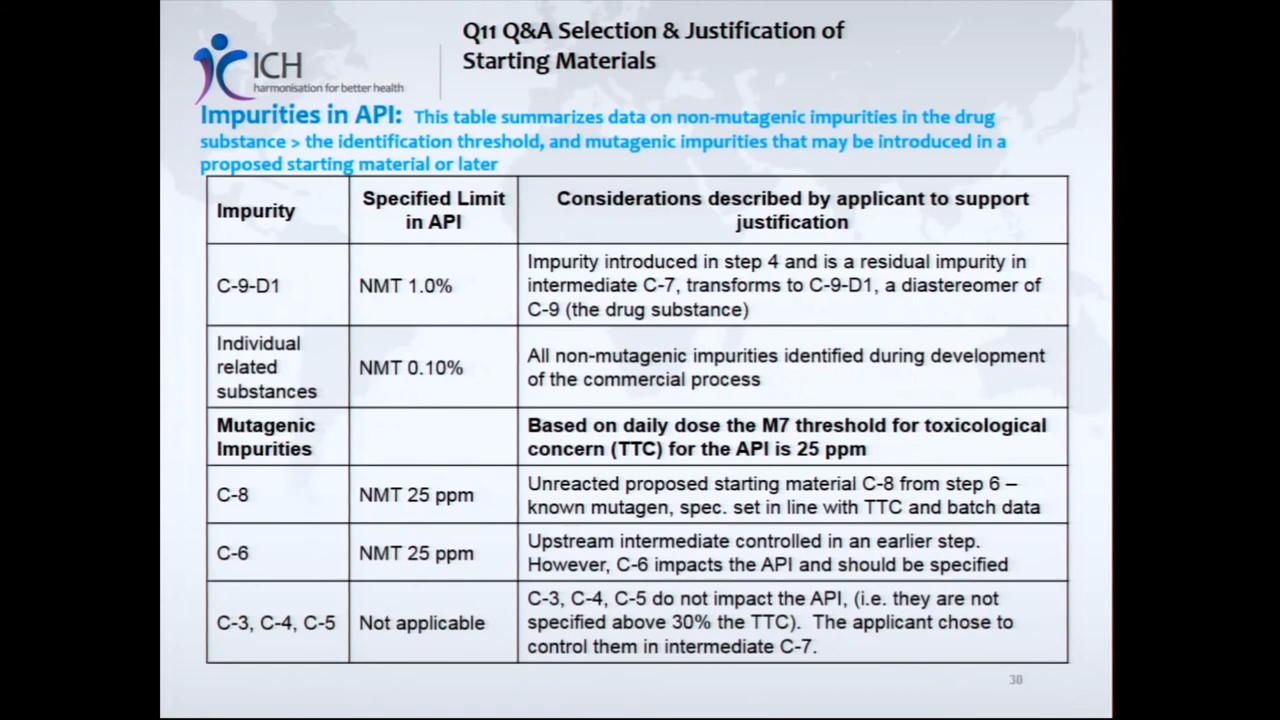 Q11 Q&A Selection & Justification of
Starting Materials
ICH
harmonisation for better health
Impurities in API: This table summarizes data on non-mutagenic impurities in the drug
substance > the identification threshold, and mutagenic impurities that may be introduced in a
proposed starting material or later
Impurity
Specified Limit
in API
Considerations described by applicant to support
justification
C-9-D1
NMT 1.0%
Impurity introduced in step 4 and is a residual impurity in
intermediate C-7, transforms to C-9-D1, a diastereomer of
C-9 (the drug substance)
Individual
related
substances
NMT 0.10%
All non-mutagenic impurities identified during development
of the commercial process
Mutagenic
Impurities
Based on daily dose the M7 threshold for toxicological
concern (TTC) for the API is 25 ppm
C-8
NMT 25 ppm
Unreacted proposed starting material C-8 from step 6 –
known mutagen, spec. set in line with TTC and batch data
C-6
NMT 25 ppm
Upstream intermediate controlled in an earlier step.
However, C-6 impacts the API and should be specified
C-3, C-4, C-5
Not applicable
C-3, C-4, C-5 do not impact the API, (i.e. they are not
specified above 30% the TTC). The applicant chose to
control them in intermediate C-7.
30